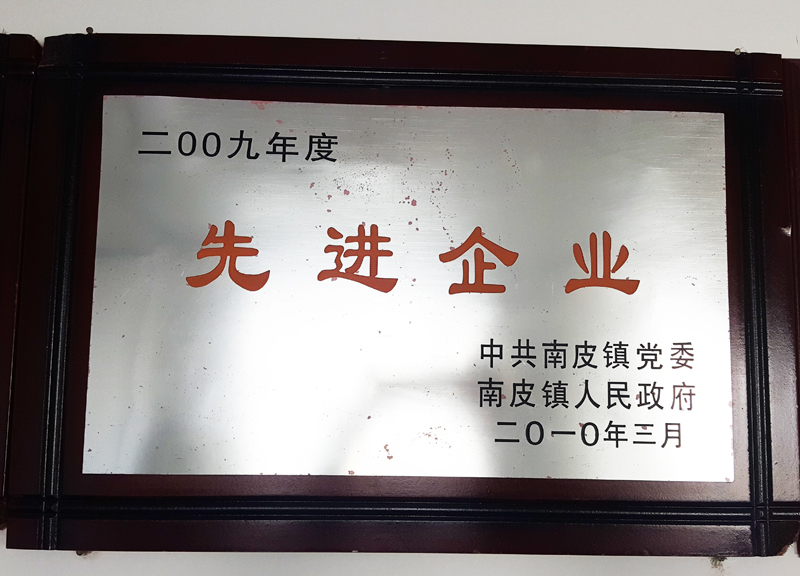 二00九年度
先进企业
中共南皮镇党委
南皮镇人民政府
二0一0年三月